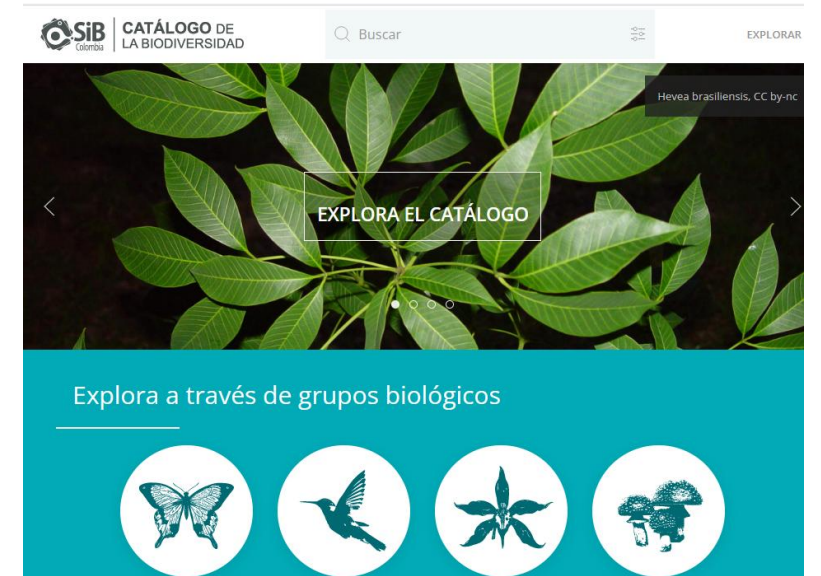 SiB
Colombia
CATÁLOGO DE
LA BIODIVERSIDAD
Buscar
EXPLORAR
Hevea brasiliensis, CC by-nc
EXPLORA EL CATÁLOGO
Explora a través de grupos biológicos